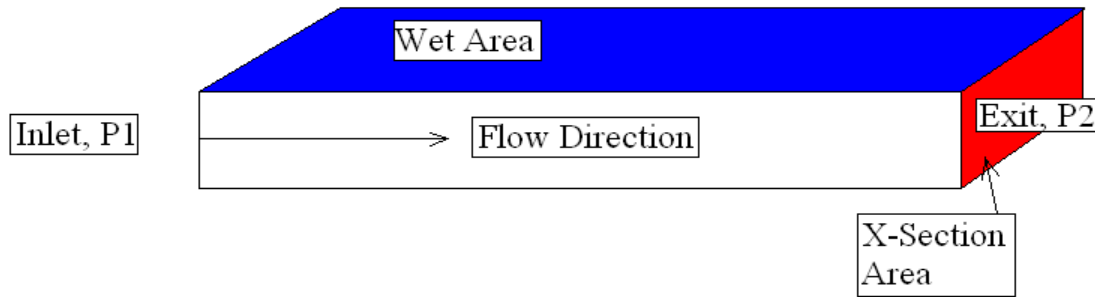 Wet Area
Inlet, P1
Flow Direction
Exit, P2
X-Section
Area